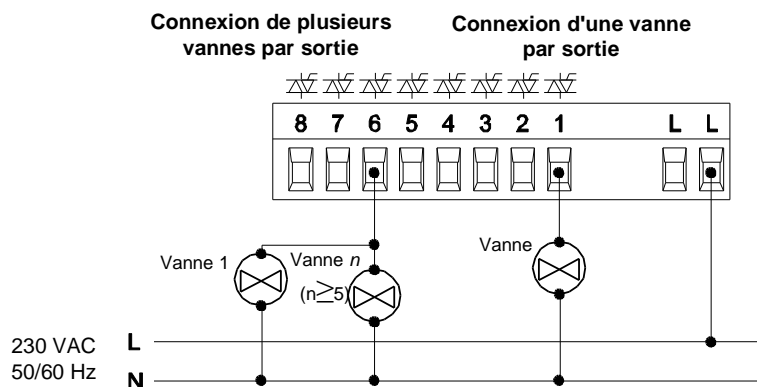 Connexion de plusieurs
vannes par sortie
Connexion d'une vanne
par sortie
8 7 6 5 4 3 2 1 L L
Vanne 1
Vanne n
(n≥5)
Vanne
230 VAC
50/60 Hz
L
N